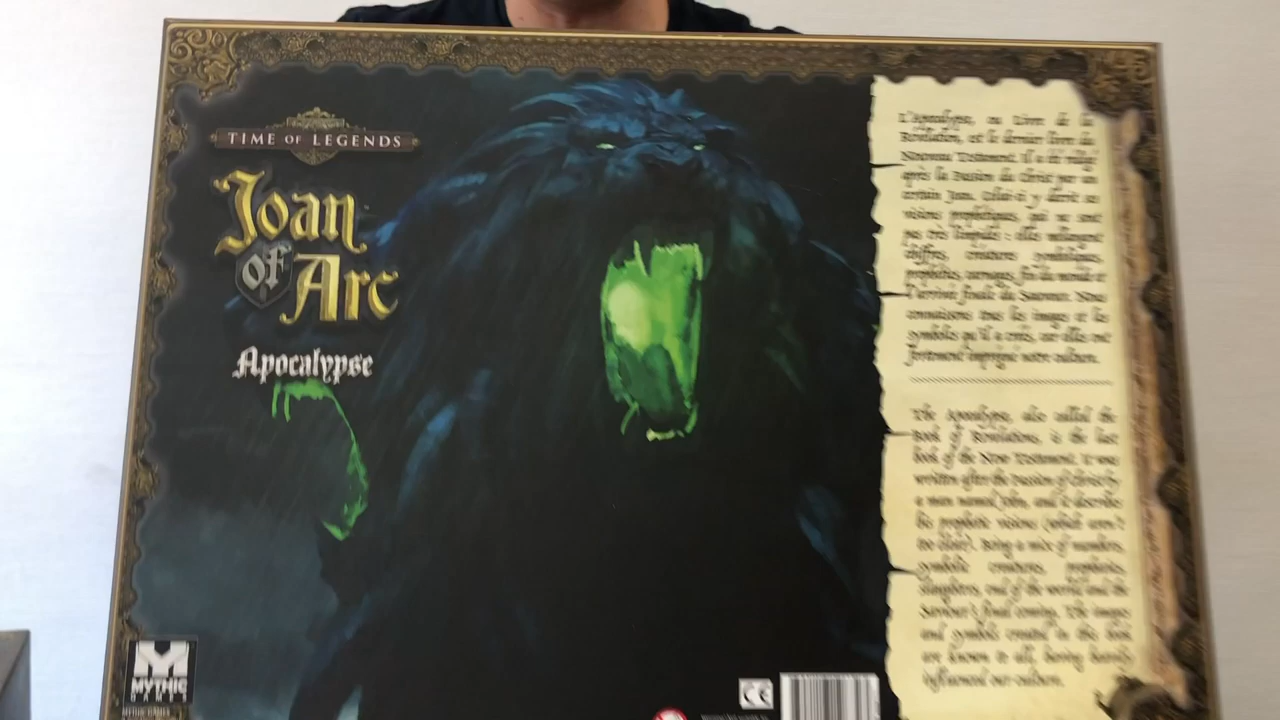 TIME OF LEGENDS
Joan
of Arc
Apocalypse
L'Apocalypse, ou Livre de la
Révélation, est le dernier livre du
Nouveau Testament. Il a été rédigé
après la Passion du Christ par un
certain Jean. Celui-ci y décrit ses
visions prophétiques, qui ne sont
pas très limpides : elles mélangent
chiffres, créatures symboliques,
prophéties, carnages, fin du monde et
l'arrivée finale du Sauveur. Nous
connaissons tous les images et les
symboles qu'il a créés, car elles ont
fortement imprégné notre culture.
The Apocalypse, also called the
Book of Revelations, is the last
book of the New Testament. It was
written after the Passion of Christ by
a man named John, and it describes
his prophetic visions (which aren't
too clear). Being a mix of numbers,
symbolic creatures, prophecies,
slaughters, end of the world and the
Saviour's final coming. The images
and symbols created in this book
are known to all, having heavily
influenced our culture.
MYTHIC
GAMES
CE